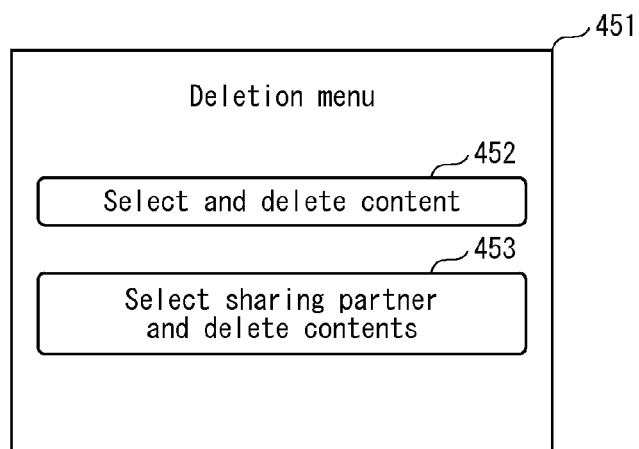 451
Deletion menu
452
Select and delete content
453
Select sharing partner
and delete contents